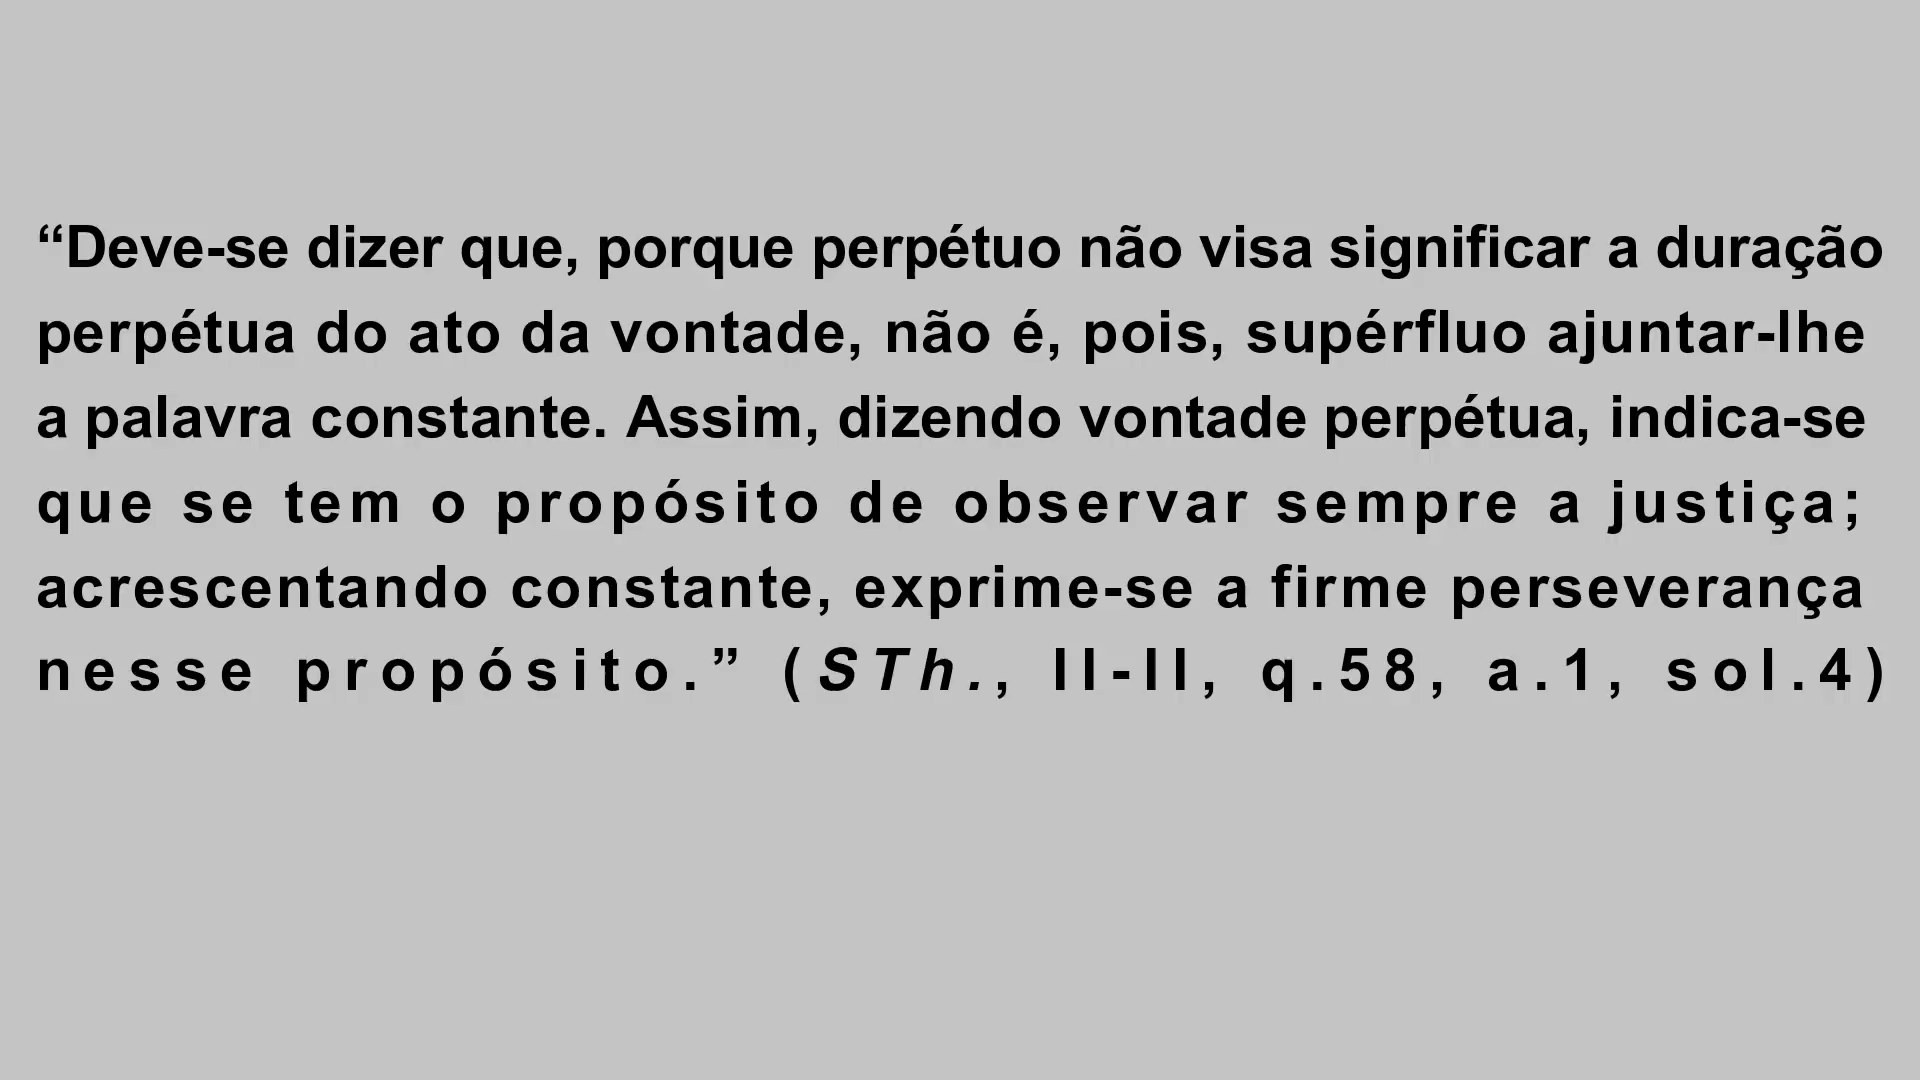 “Deve-se dizer que, porque perpétuo não visa significar a duração
perpétua do ato da vontade, não é, pois, supérfluo ajuntar-lhe
a palavra constante. Assim, dizendo vontade perpétua, indica-se
que se tem o propósito de observar sempre a justiça;
acrescentando constante, exprime-se a firme perseverança
nesse propósito.” (STh., II-II, q.58, a.1, sol.4)